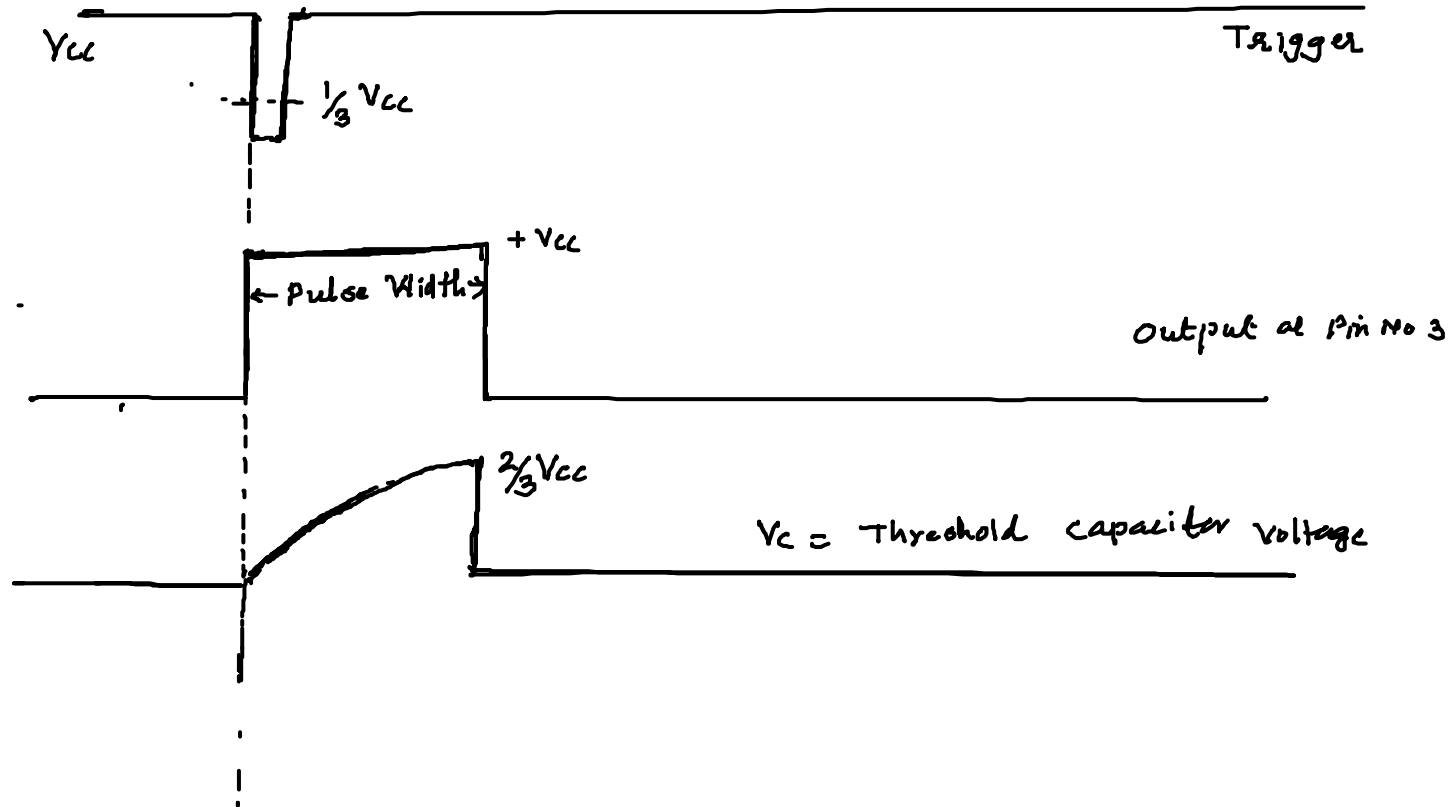 Vcc
Trigger
1/3 Vcc
+ Vcc
← Pulse Width →
Output at Pin No 3
2/3 Vcc
Vc = Threshold capacitor voltage